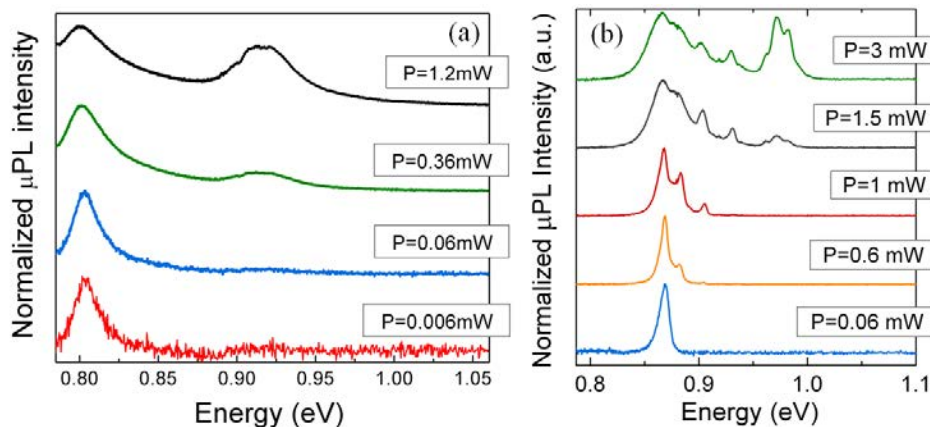 Normalized μPL intensity
(a)
P=1.2mW
P=0.36mW
P=0.06mW
P=0.006mW
0.80 0.85 0.90 0.95 1.00 1.05
Energy (eV)
Normalized μPL Intensity (a.u.)
(b)
P=3 mW
P=1.5 mW
P=1 mW
P=0.6 mW
P=0.06 mW
0.8 0.9 1.0 1.1
Energy (eV)